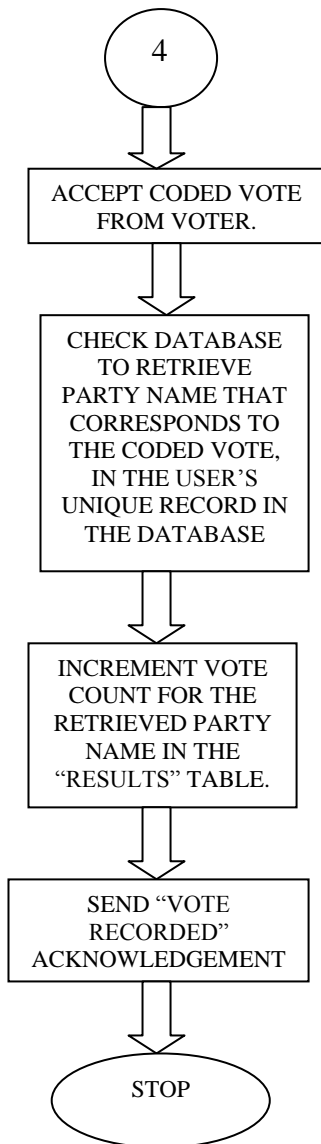 4
ACCEPT CODED VOTE
FROM VOTER.
CHECK DATABASE
TO RETRIEVE
PARTY NAME THAT
CORRESPONDS TO
THE CODED VOTE,
IN THE USER’S
UNIQUE RECORD IN
THE DATABASE
INCREMENT VOTE
COUNT FOR THE
RETRIEVED PARTY
NAME IN THE
“RESULTS” TABLE.
SEND “VOTE
RECORDED”
ACKNOWLEDGEMENT
STOP